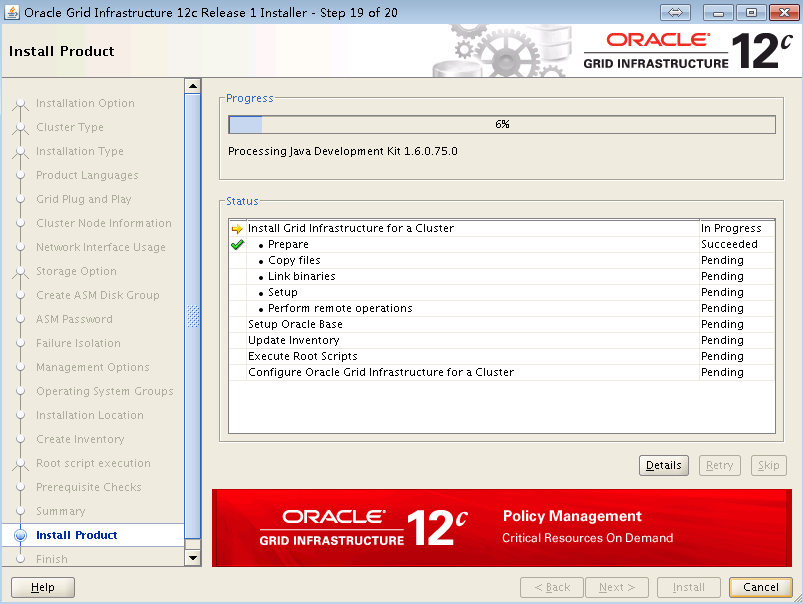 Oracle Grid Infrastructure 12c Release 1 Installer - Step 19 of 20
Install Product
ORACLE
GRID INFRASTRUCTURE
12c
Installation Option
Cluster Type
Installation Type
Product Languages
Grid Plug and Play
Cluster Node Information
Network Interface Usage
Storage Option
Create ASM Disk Group
ASM Password
Failure Isolation
Management Options
Operating System Groups
Installation Location
Create Inventory
Root script execution
Prerequisite Checks
Summary
Install Product
Finish
Progress
6%
Processing Java Development Kit 1.6.0.75.0
Status
Install Grid Infrastructure for a Cluster In Progress
• Prepare Succeeded
• Copy files Pending
• Link binaries Pending
• Setup Pending
• Perform remote operations Pending
Setup Oracle Base Pending
Update Inventory Pending
Execute Root Scripts Pending
Configure Oracle Grid Infrastructure for a Cluster Pending
Details Retry Skip
ORACLE
GRID INFRASTRUCTURE
12c
Policy Management
Critical Resources On Demand
Help < Back Next > Install Cancel